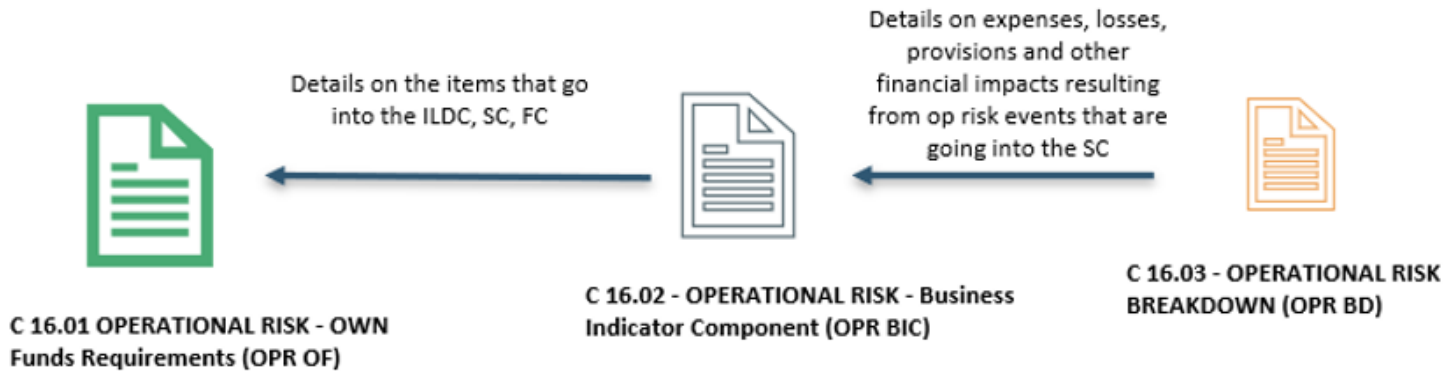 Details on expenses, losses,
provisions and other
financial impacts resulting
from op risk events that are
going into the SC
Details on the items that go
into the ILDC, SC, FC
C 16.03 - OPERATIONAL RISK
BREAKDOWN (OPR BD)
C 16.02 - OPERATIONAL RISK - Business
Indicator Component (OPR BIC)
C 16.01 OPERATIONAL RISK - OWN
Funds Requirements (OPR OF)